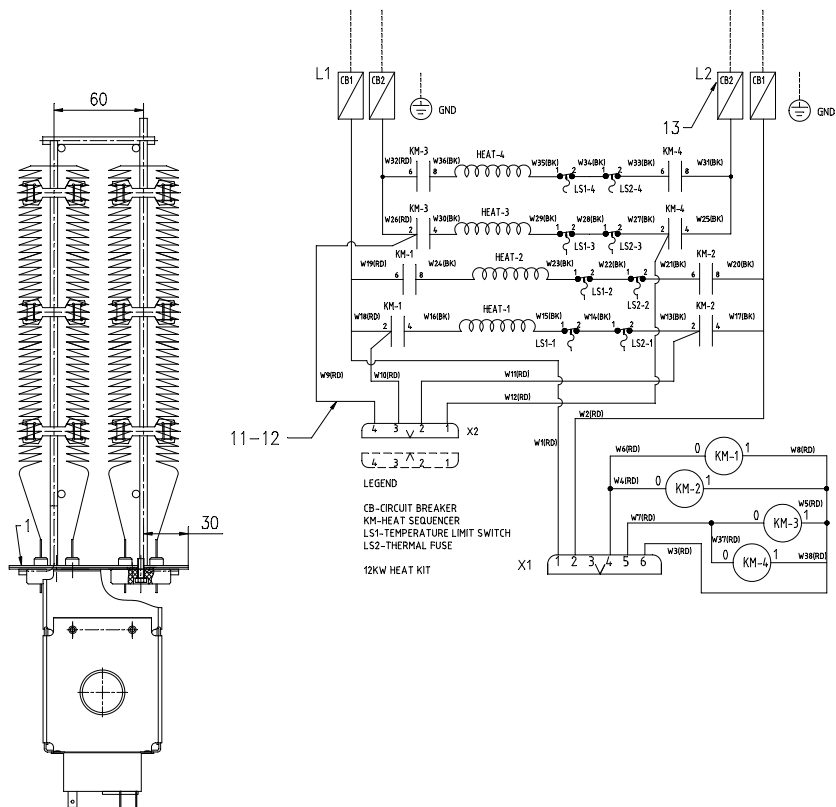 60
1
30
L1
CB1
CB2
GND
L2
CB2
CB1
GND
13
W32(RD)
KM-3
6
8
W36(BK)
HEAT-4
W35(BK)
1
2
LS1-4
W34(BK)
1
2
LS2-4
W33(BK)
KM-4
6
8
W31(BK)
W26(RD)
KM-3
2
4
W30(BK)
HEAT-3
W29(BK)
1
2
LS1-3
W28(BK)
1
2
LS2-3
W27(BK)
KM-4
2
4
W25(BK)
W19(RD)
KM-1
6
8
W24(BK)
HEAT-2
W23(BK)
1
2
LS1-2
W22(BK)
1
2
LS2-2
W21(BK)
KM-2
6
8
W20(BK)
W18(RD)
KM-1
2
4
W16(BK)
HEAT-1
W15(BK)
1
2
LS1-1
W14(BK)
1
2
LS2-1
W13(BK)
KM-2
2
4
W17(BK)
W9(RD)
W10(RD)
W11(RD)
W12(RD)
11-12
4 3 2 1
X2
4 3 2 1
W1(RD)
W2(RD)
LEGEND
CB-CIRCUIT BREAKER
KM-HEAT SEQUENCER
LS1-TEMPERATURE LIMIT SWITCH
LS2-THERMAL FUSE
12KW HEAT KIT
X1
1 2 3 4 5 6
W6(RD)
0
KM-1
1
W8(RD)
W4(RD)
0
KM-2
1
W7(RD)
0
KM-3
1
W5(RD)
W37(RD)
0
KM-4
1
W38(RD)
W3(RD)